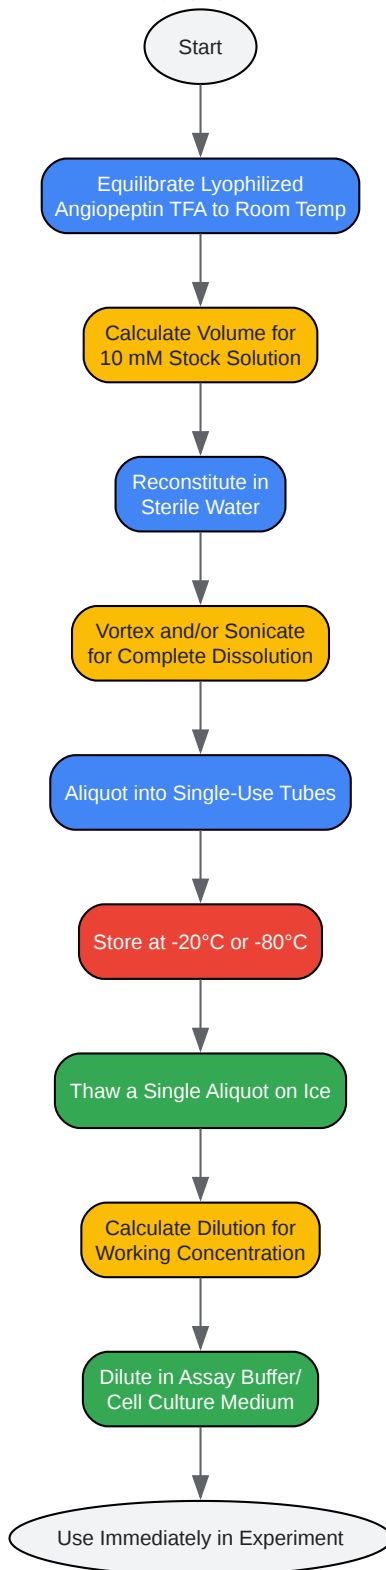 Start
Equilibrate Lyophilized
Angiopeptin TFA to Room Temp
Calculate Volume for
10 mM Stock Solution
Reconstitute in
Sterile Water
Vortex and/or Sonicate
for Complete Dissolution
Aliquot into Single-Use Tubes
Store at -20°C or -80°C
Thaw a Single Aliquot on Ice
Calculate Dilution for
Working Concentration
Dilute in Assay Buffer/
Cell Culture Medium
Use Immediately in Experiment